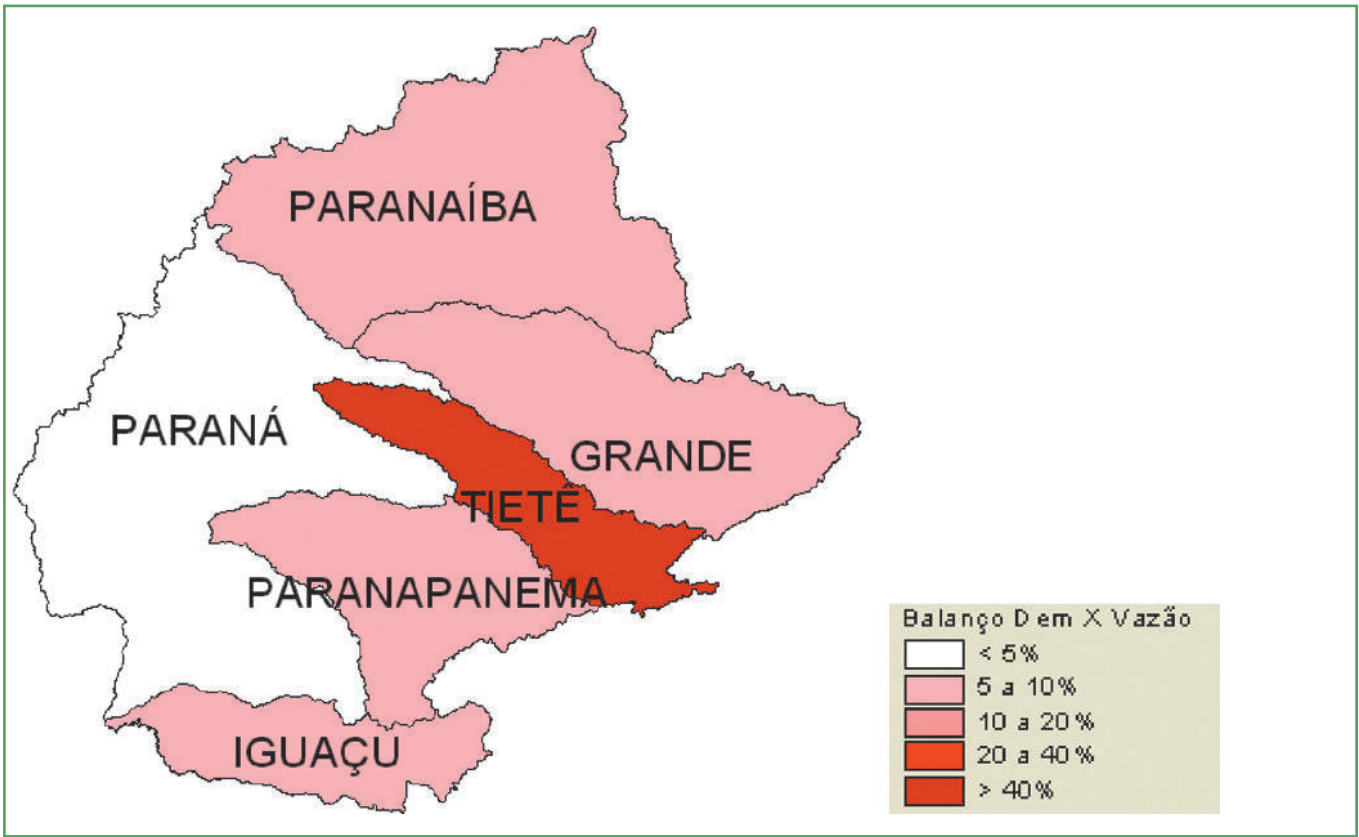 PARANAÍBA
PARANÁ
GRANDE
TIETÊ
PARANAPANEMA
IGUAÇU
Balanço Dem X Vazão
< 5%
5 a 10%
10 a 20%
20 a 40%
> 40%